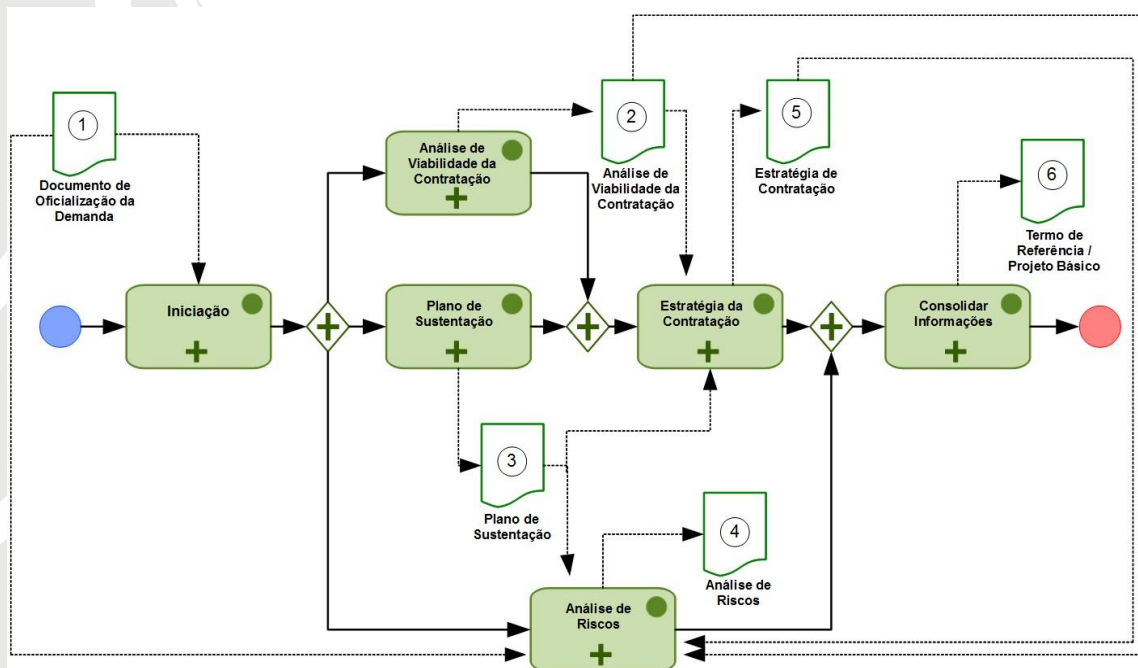 1
Documento de
Oficialização da
Demanda
Iniciação
Análise de
Viabilidade da
Contratação
2
Análise de
Viabilidade da
Contratação
Plano de
Sustentação
3
Plano de
Sustentação
Estratégia da
Contratação
5
Estratégia de
Contratação
4
Análise de
Riscos
Análise de
Riscos
Consolidar
Informações
6
Termo de
Referência /
Projeto Básico